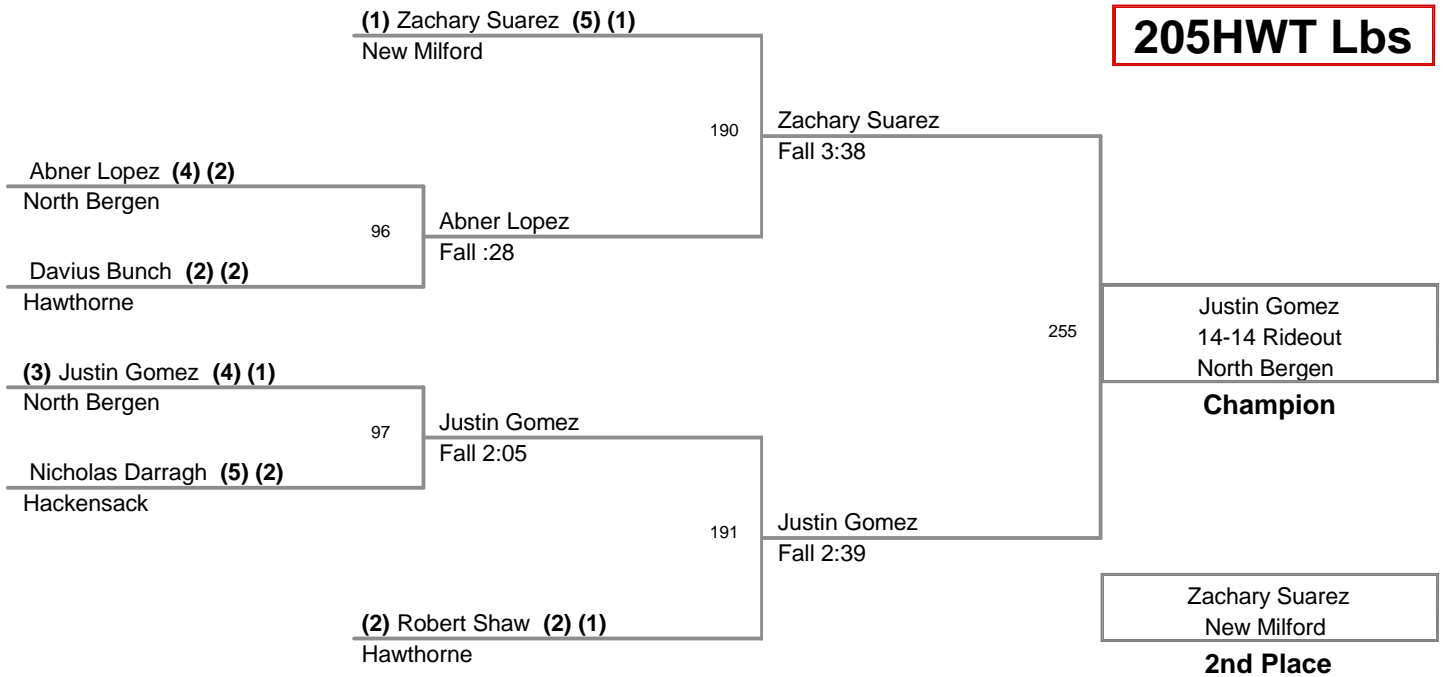 (1) Zachary Suarez (5) (1)
New Milford
205HWT Lbs
190
Zachary Suarez
Fall 3:38
Abner Lopez (4) (2)
North Bergen
96
Abner Lopez
Fall :28
Davius Bunch (2) (2)
Hawthorne
255
Justin Gomez
14-14 Rideout
North Bergen
Champion
(3) Justin Gomez (4) (1)
North Bergen
97
Justin Gomez
Fall 2:05
Nicholas Darragh (5) (2)
Hackensack
191
Justin Gomez
Fall 2:39
(2) Robert Shaw (2) (1)
Hawthorne
Zachary Suarez
New Milford
2nd Place